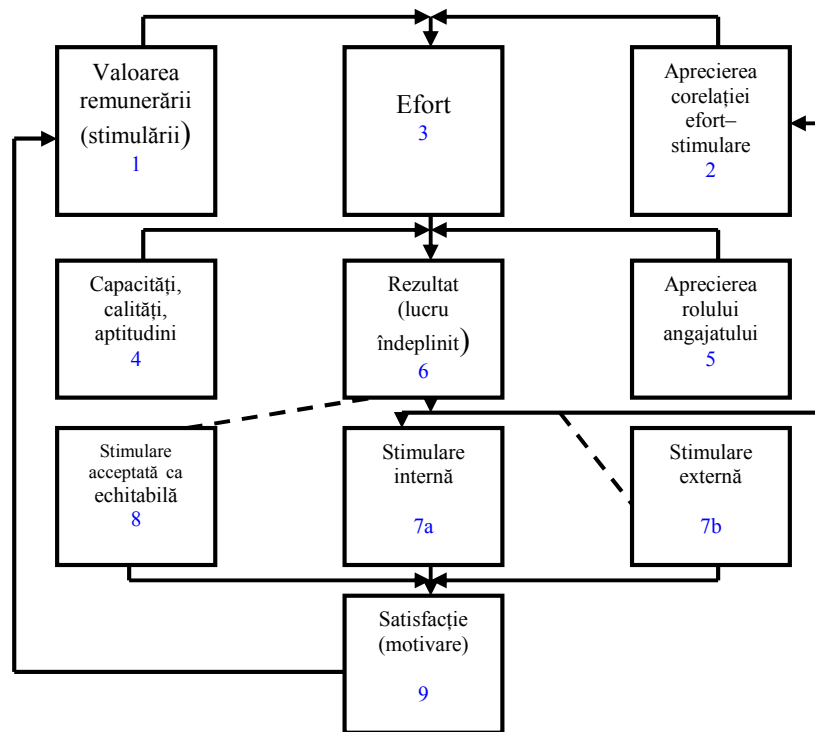 Valoarea
remunerării
(stimulării)
1
Efort
3
Aprecierea
corelației
efort–
stimulare
2
Capacități,
calități,
aptitudini
4
Rezultat
(lucru
îndeplinit)
6
Aprecierea
rolului
angajatului
5
Stimulare
acceptată ca
echitabilă
8
Stimulare
internă
7a
Stimulare
externă
7b
Satisfacție
(motivare)
9